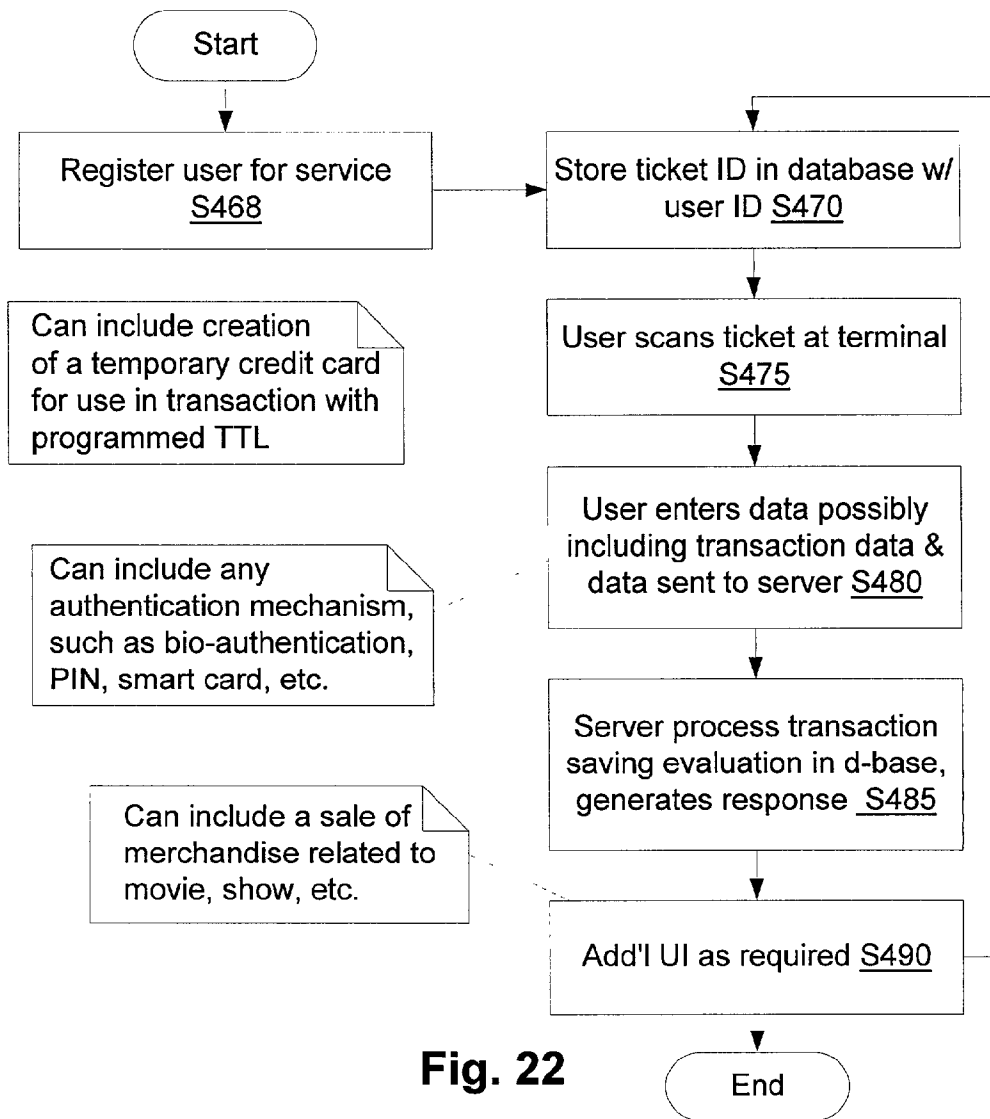 Start
Register user for service
S468
Store ticket ID in database w/
user ID S470
Can include creation
of a temporary credit card
for use in transaction with
programmed TTL
User scans ticket at terminal
S475
User enters data possibly
including transaction data &
data sent to server S480
Can include any
authentication mechanism,
such as bio-authentication,
PIN, smart card, etc.
Server process transaction
saving evaluation in d-base,
generates response S485
Can include a sale of
merchandise related to
movie, show, etc.
Add'l UI as required S490
Fig. 22
End